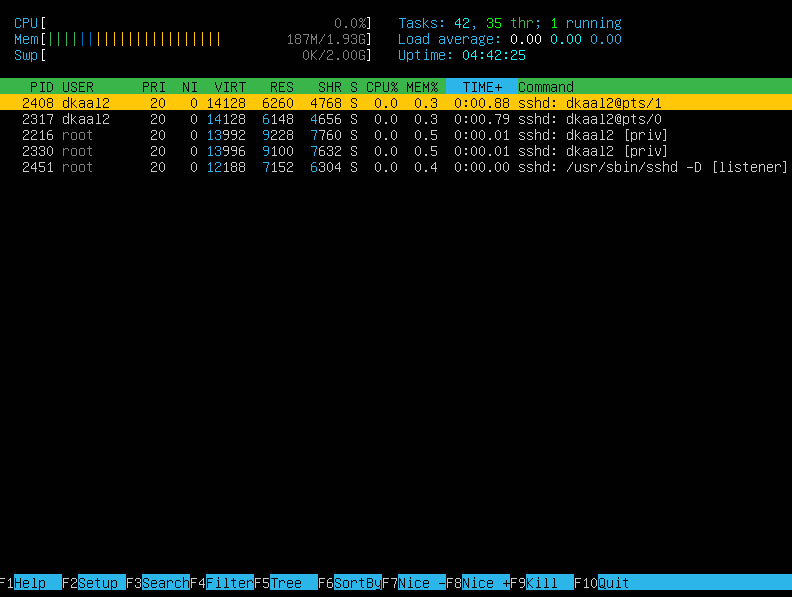 CPU[ 0.0%] Tasks: 42, 35 thr; 1 running
Mem[||||||||||||||||||||||187M/1.93G] Load average: 0.00 0.00 0.00
Swp[ 0K/2.00G] Uptime: 04:42:25
PID USER PRI NI VIRT RES SHR S CPU% MEM% TIME+ Command
2408 dkaal2 20 0 14128 6260 4768 S 0.0 0.3 0:00.88 sshd: dkaal2@pts/1
2317 dkaal2 20 0 14128 6148 4656 S 0.0 0.3 0:00.79 sshd: dkaal2@pts/0
2216 root 20 0 13992 9228 7760 S 0.0 0.5 0:00.01 sshd: dkaal2 [priv]
2330 root 20 0 13996 9100 7632 S 0.0 0.5 0:00.01 sshd: dkaal2 [priv]
2451 root 20 0 12188 7152 6304 S 0.0 0.4 0:00.00 sshd: /usr/sbin/sshd -D [listener]
F1Help F2Setup F3SearchF4FilterF5Tree F6SortByF7Nice -F8Nice +F9Kill F10Quit